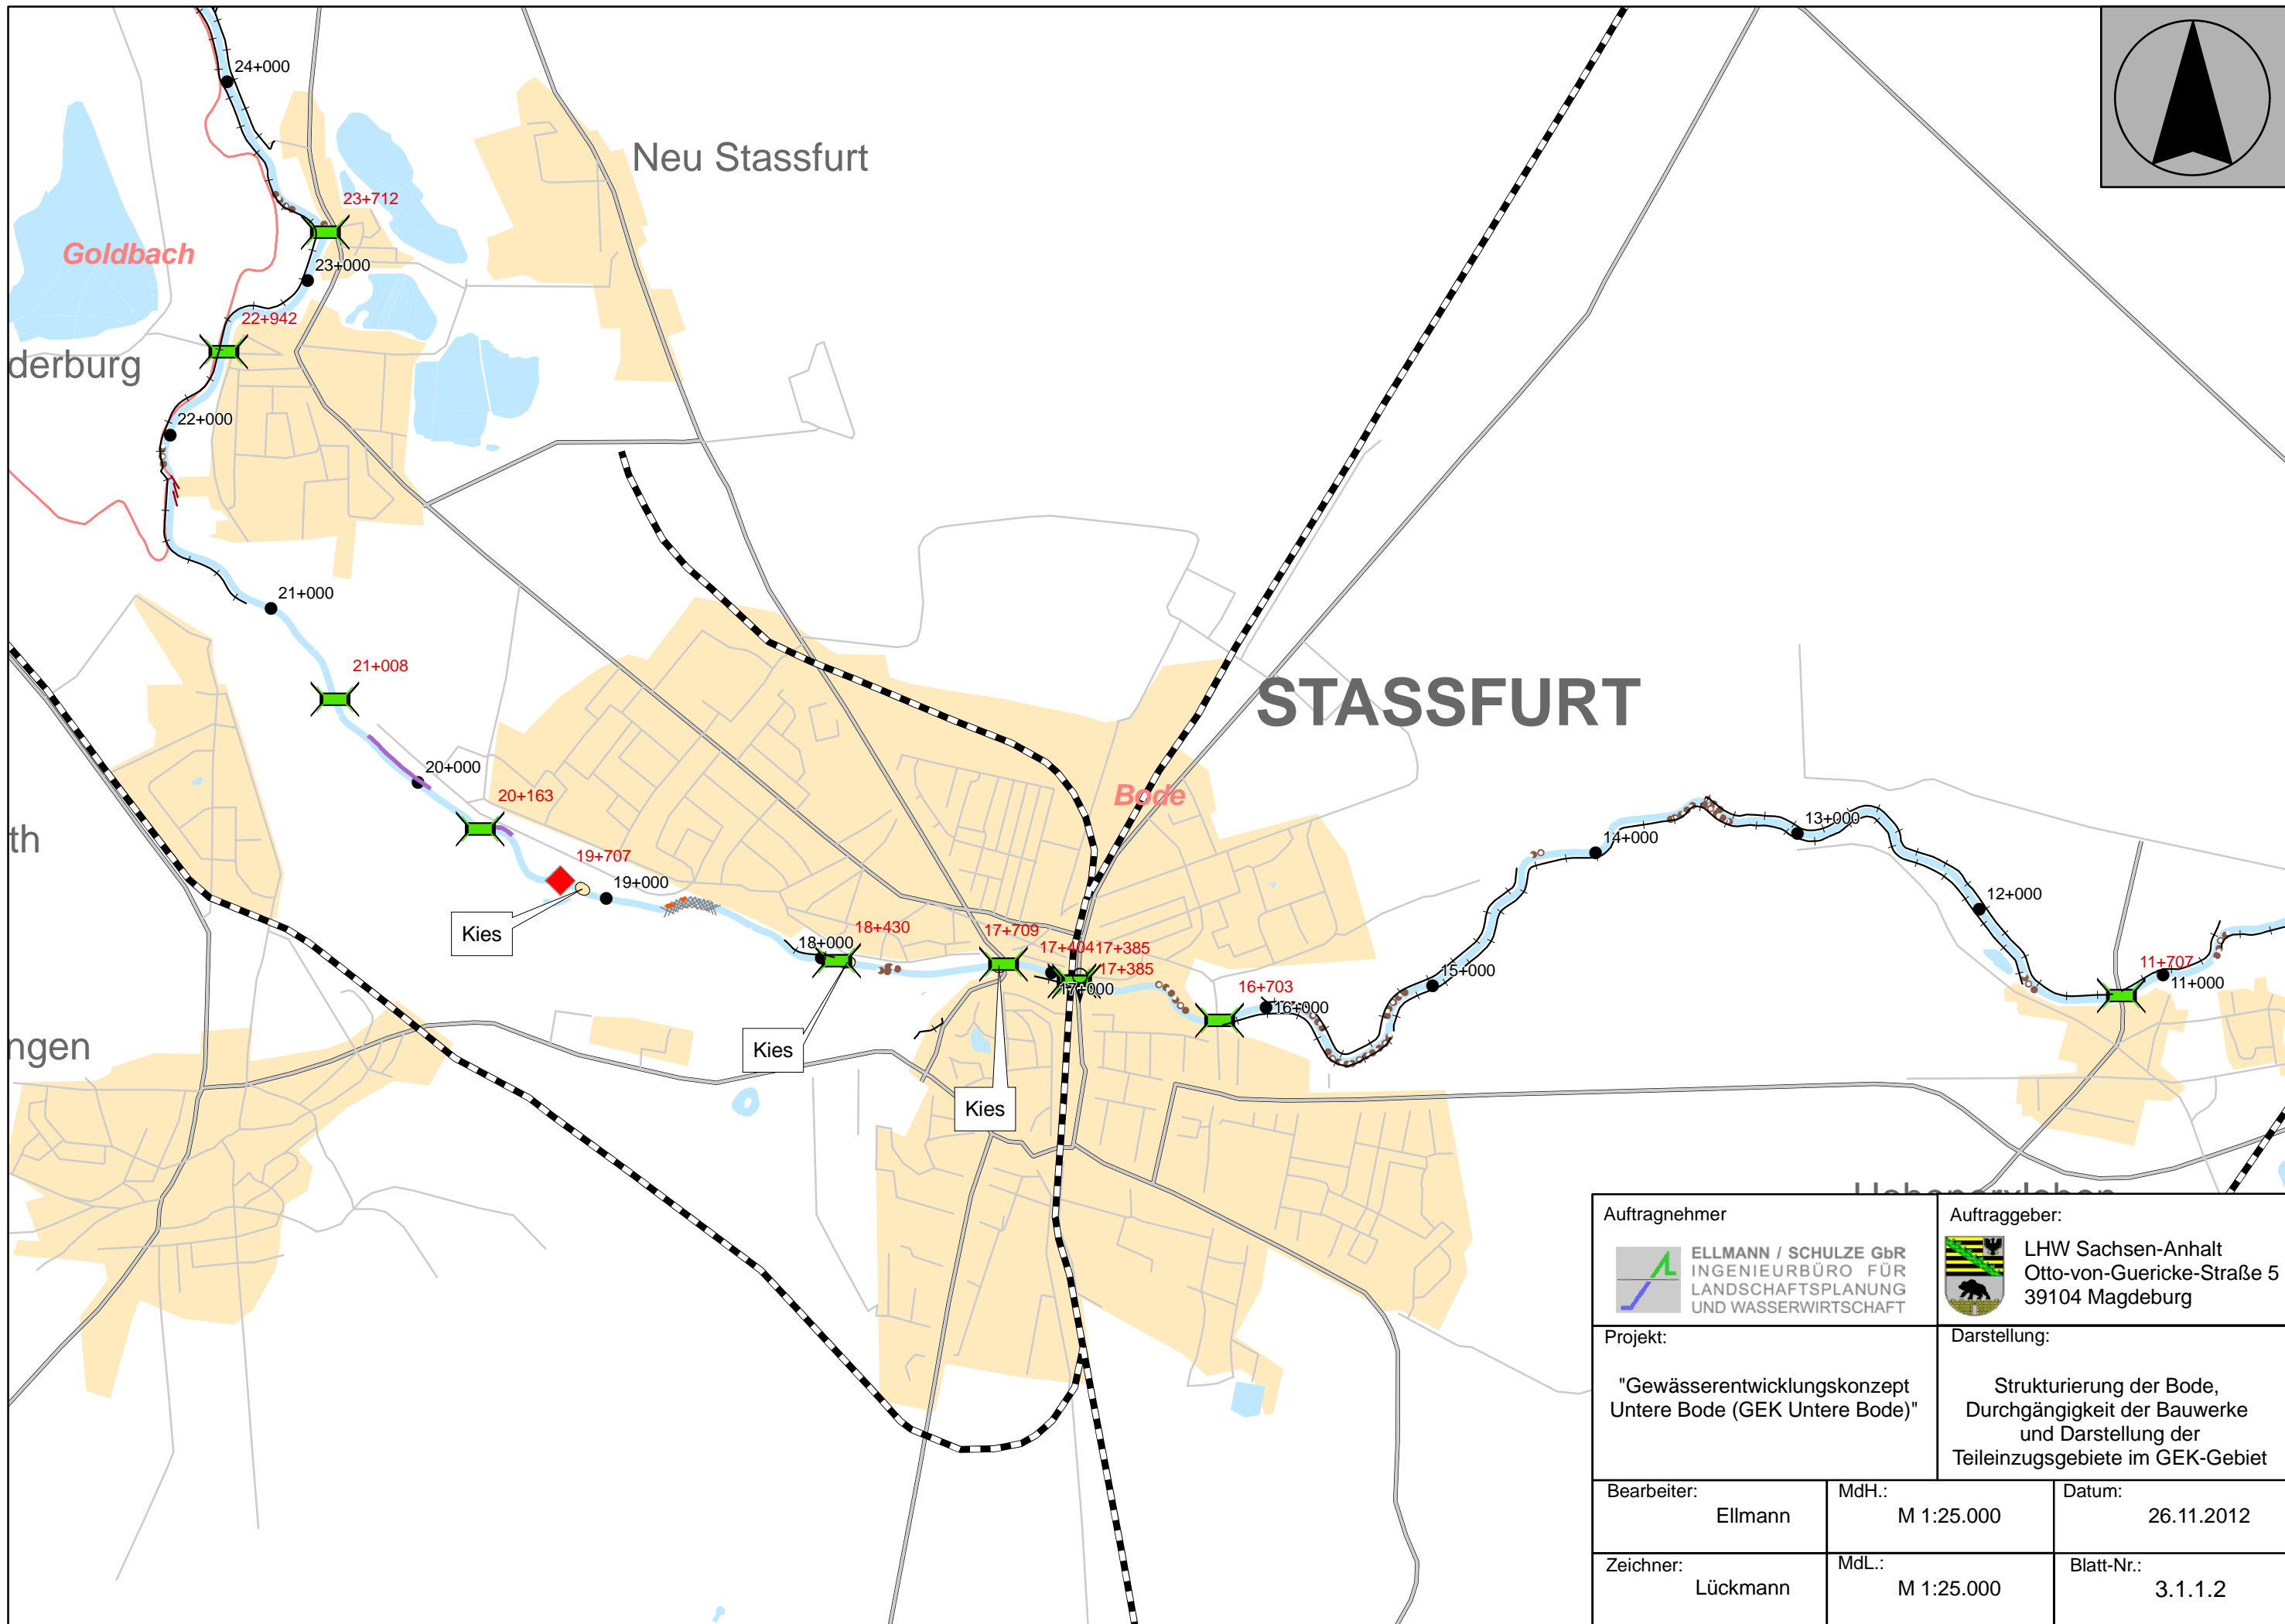 24+000
Neu Stassfurt
23+712
Goldbach
23+000
22+942
derburg
22+000
21+000
21+008
STASSFURT
20+000
Bode
20+163
th
13+000
14+000
19+707
19+000
12+000
Kies
18+430
17+709
18+000
17+404
17+385
17+385
11+707
15+000
11+000
17+000
16+703
16+000
ngen
Kies
Kies
Auftragnehmer
ELLMANN / SCHULZE GbR
INGENIEURBÜRO FÜR
LANDSCHAFTSPLANUNG
UND WASSERWIRTSCHAFT
Auftraggeber:
LHW Sachsen-Anhalt
Otto-von-Guericke-Straße 5
39104 Magdeburg
Projekt:
"Gewässerentwicklungskonzept
Untere Bode (GEK Untere Bode)"
Darstellung:
Strukturierung der Bode,
Durchgängigkeit der Bauwerke
und Darstellung der
Teileinzugsgebiete im GEK-Gebiet
Bearbeiter:
Ellmann
MdH.:
M 1:25.000
Datum:
26.11.2012
Zeichner:
Lückmann
MdL.:
M 1:25.000
Blatt-Nr.:
3.1.1.2